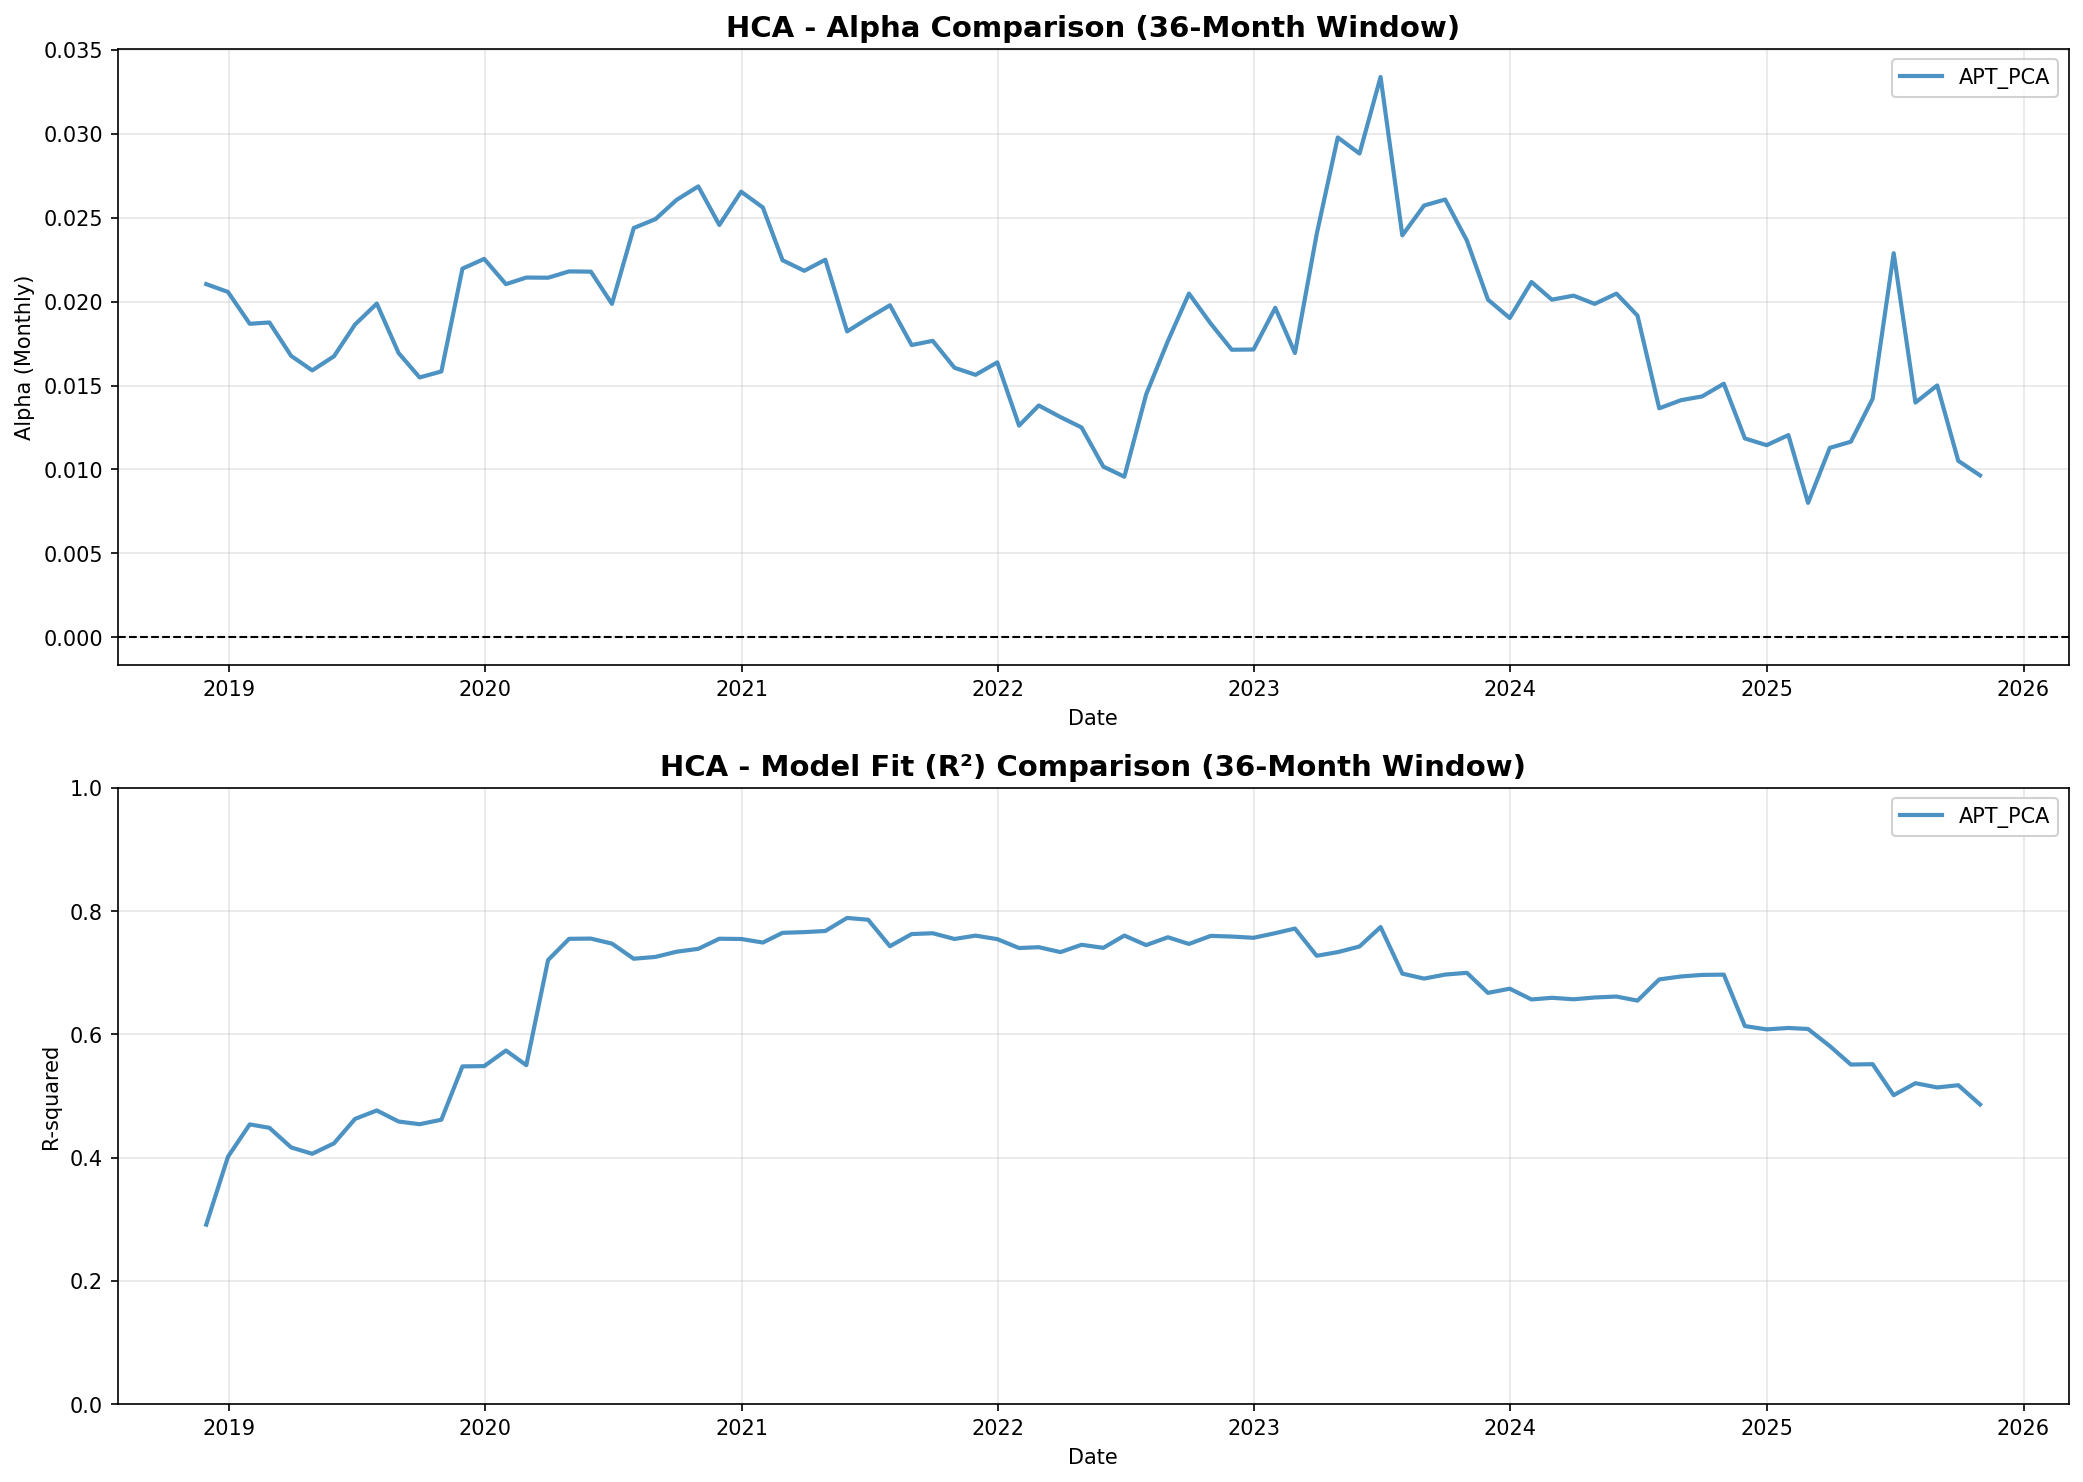 HCA - Alpha Comparison (36-Month Window)
APT_PCA
Alpha (Monthly)
0.035
0.030
0.025
0.020
0.015
0.010
0.005
0.000
2019 2020 2021 2022 2023 2024 2025 2026
Date
HCA - Model Fit (R²) Comparison (36-Month Window)
APT_PCA
R-squared
1.0
0.8
0.6
0.4
0.2
0.0
2019 2020 2021 2022 2023 2024 2025 2026
Date